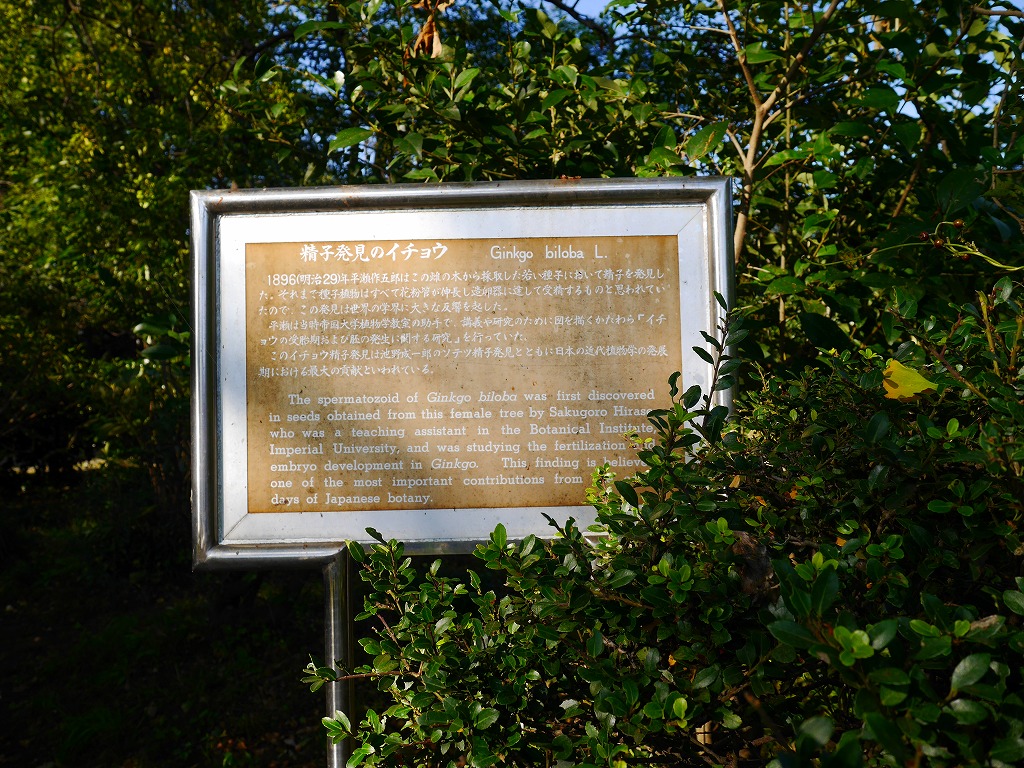 精子発見のイチョウ Ginkgo biloba L.
1896(明治29)年平瀬作五郎はこの雌の木から採取した若い種子において精子を発見し
た。それまで種子植物はすべて花粉管が伸長し造卵器に達して受精するものと思われてい
たので、この発見は世界の学界に大きな反響を起した。
平瀬は当時帝国大学植物学教室の助手で、講義や研究のために図を描くかたわら「イチ
ョウの受胎期および胚の発生に関する研究」を行っていた。
このイチョウ精子発見は池野成一郎のソテツ精子発見とともに日本の近代植物学の発展
期における最大の貢献といわれている。
The spermatozoid of Ginkgo biloba was first discovered
in seeds obtained from this female tree by Sakugoro Hirase
who was a teaching assistant in the Botanical Institute,
Imperial University, and was studying the fertilization
embryo development in Ginkgo. This finding is believe
one of the most important contributions from
days of Japanese botany.